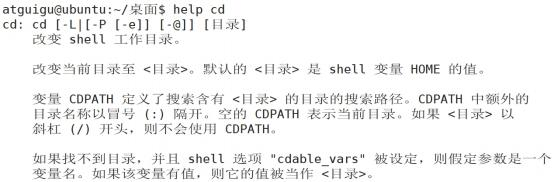 atguigu@ubuntu:~/桌面$ help cd
cd: cd [-L|[-P [-e]] [-@]] [目录]
改变 shell 工作目录。
改变当前目录至 <目录>。默认的 <目录> 是 shell 变量 HOME 的值。
变量 CDPATH 定义了搜索含有 <目录> 的目录的搜索路径。CDPATH 中额外的
目录名称以冒号 (:) 隔开。空的 CDPATH 表示当前目录。如果 <目录> 以
斜杠 (/) 开头，则不会使用 CDPATH。
如果找不到目录，并且 shell 选项 "cdable_vars" 被设定，则假定参数是一个
变量名。如果该变量有值，则它的值被当作 <目录>。